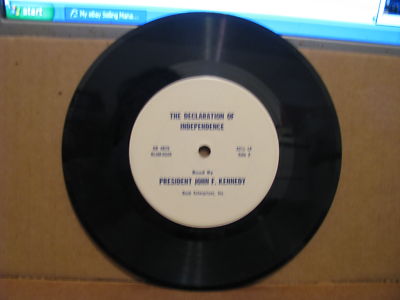 start
My eBay Selling Mana...
THE DECLARATION OF
INDEPENDENCE
Read By
PRESIDENT JOHN F. KENNEDY